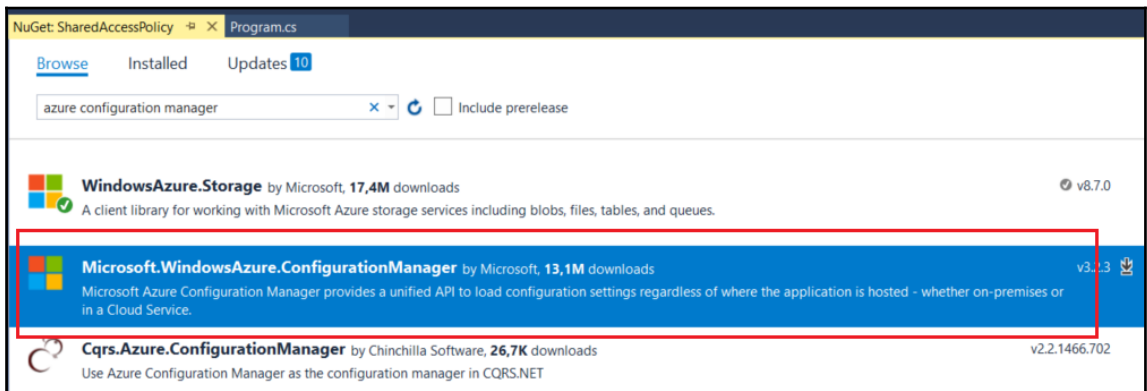 NuGet: SharedAccessPolicy Program.cs
Browse Installed Updates 10
azure configuration manager Include prerelease
WindowsAzure.Storage by Microsoft, 17,4M downloads v8.7.0
A client library for working with Microsoft Azure storage services including blobs, files, tables, and queues.
Microsoft.WindowsAzure.ConfigurationManager by Microsoft, 13,1M downloads v3.2.3
Microsoft Azure Configuration Manager provides a unified API to load configuration settings regardless of where the application is hosted - whether on-premises or
in a Cloud Service.
Cqrs.Azure.ConfigurationManager by Chinchilla Software, 26,7K downloads v2.2.1466.702
Use Azure Configuration Manager as the configuration manager in CQRS.NET